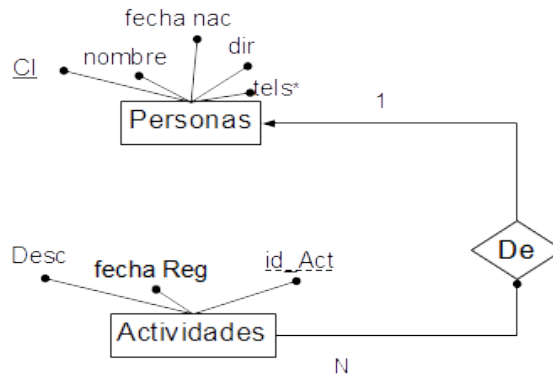 fecha nac
nombre
dir
CI
tels*
Personas
1
De
Desc
fecha Reg
id_Act
Actividades
N